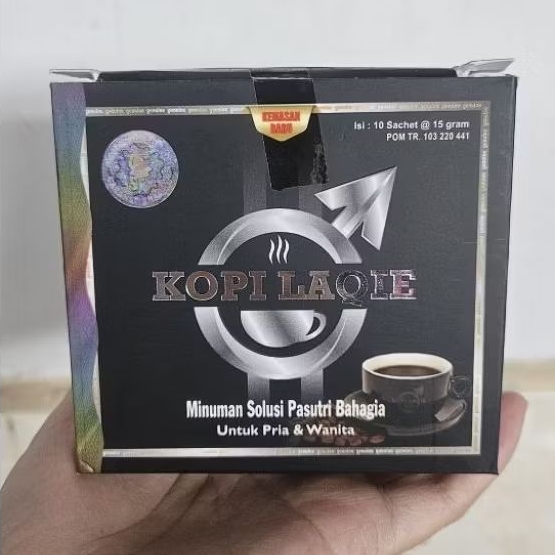 KEMASAN
BARU
Isi : 10 Sachet @ 15 gram
POM TR. 103 220 441
KOPI LAQIE
Minuman Solusi Pasutri Bahagia
Untuk Pria & Wanita